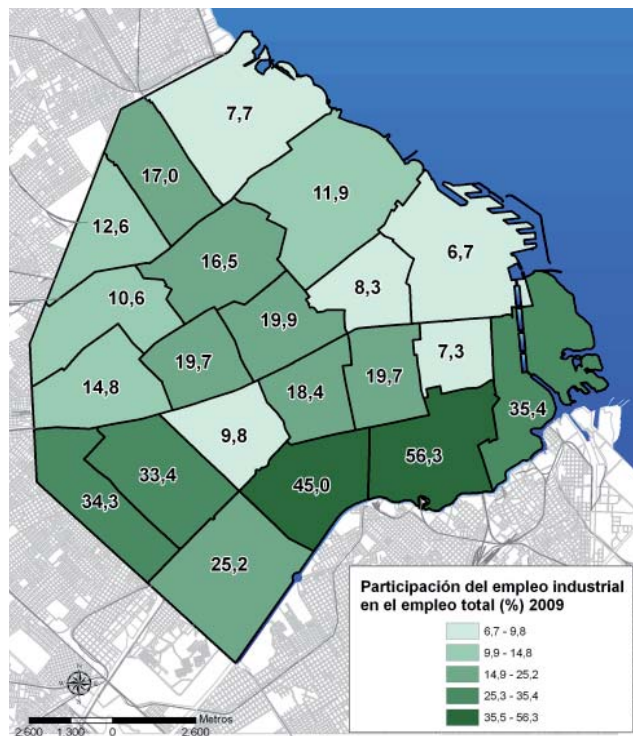 7,7
17,0
11,9
12,6
6,7
16,5
8,3
10,6
19,9
7,3
19,7
19,7
14,8
18,4
35,4
9,8
56,3
33,4
45,0
34,3
25,2
Participación del empleo industrial
en el empleo total (%) 2009
6,7 - 9,8
9,9 - 14,8
14,9 - 25,2
25,3 - 35,4
35,5 - 56,3
N
Metros
2.600 1.300 0 2.600